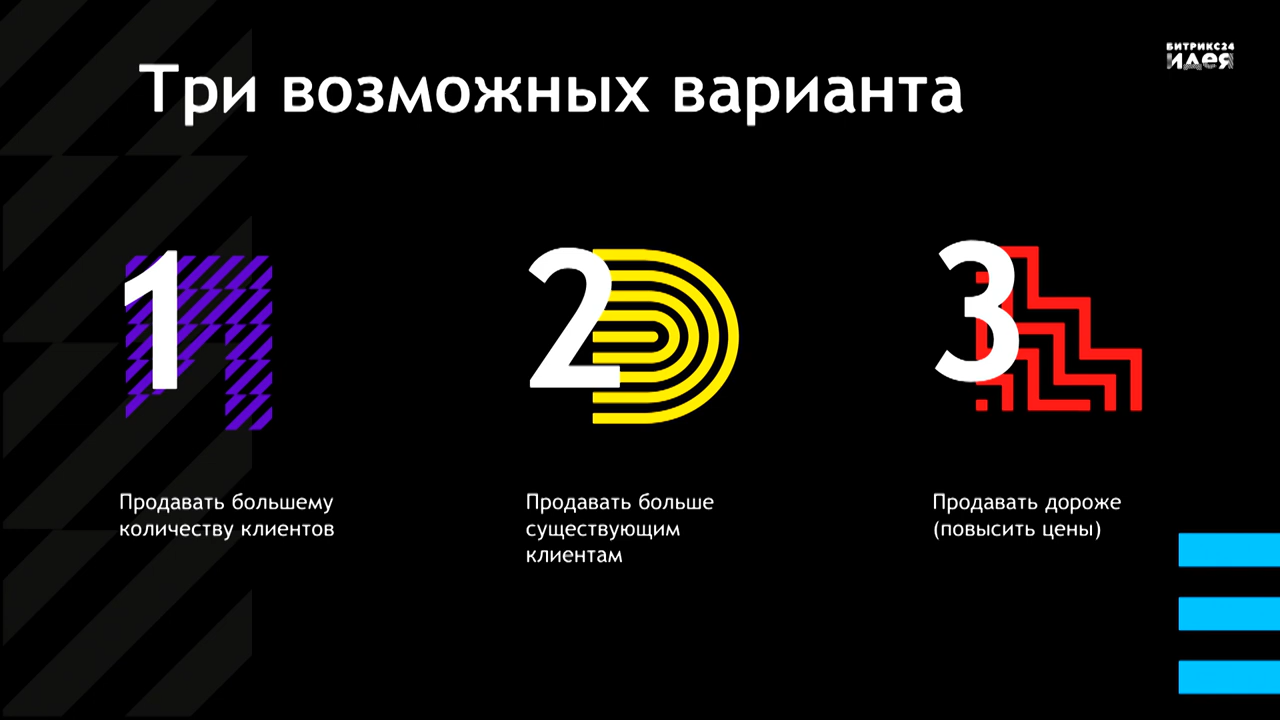 Три возможных варианта
БИТРИКС24
идея
1
2
3
Продавать большему
количеству клиентов
Продавать больше
существующим
клиентам
Продавать дороже
(повысить цены)